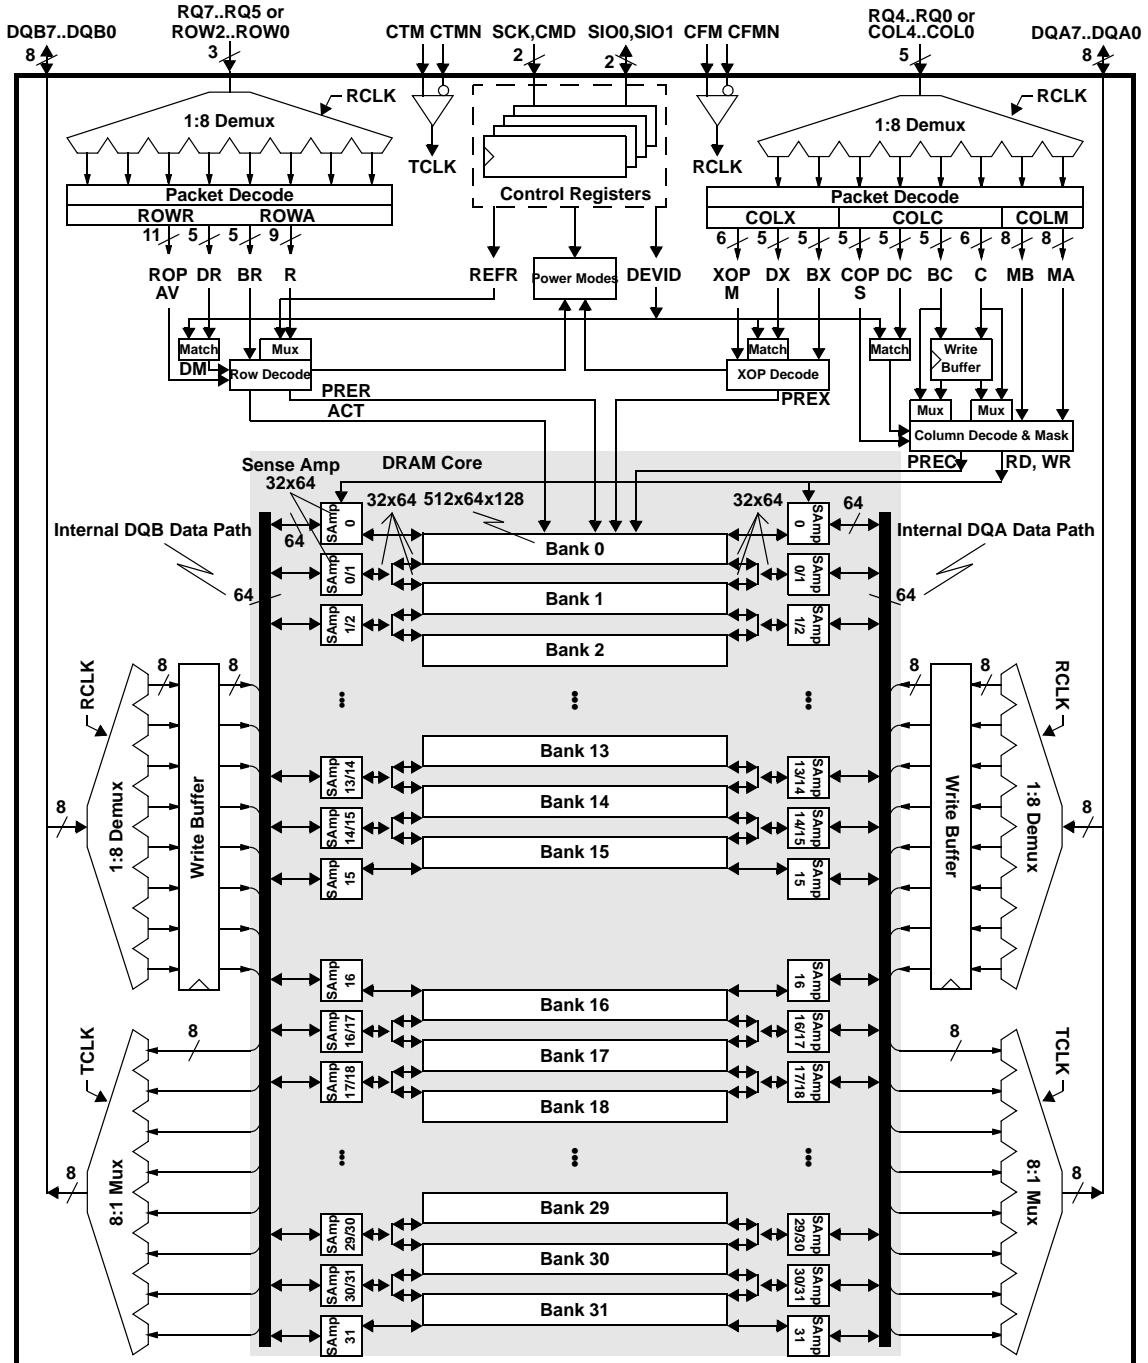 RQ7..RQ5 or
RQ4..RQ0 or
DQB7..DQB0 ROW2..ROW0 CTM CTMN SCK,CMD SIO0,SIO1 CFM CFMN COL4..COL0 DQA7..DQA0
8 3 2 2 5 8
RCLK RCLK
1:8 Demux 1:8 Demux
TCLK RCLK
Packet Decode Control Registers Packet Decode
ROWR ROWA COLX COLC COLM
11 5 5 9 6 5 5 5 5 5 6 8 8
ROP DR BR R REFR Power Modes DEVID XOP DX BX COP DC BC C MB MA
AV M S
Match Mux Match Match Write
Buffer
DM Row Decode XOP Decode
PRER PREX
ACT Mux Mux
Column Decode & Mask
PREC RD, WR
Sense Amp DRAM Core
32x64 32x64 512x64x128 32x64
SAmp
0
SAmp
0
64 64
Internal DQB Data Path Internal DQA Data Path
Bank 0
SAmp
0/1
SAmp
0/1
64 64
Bank 1
SAmp
1/2
SAmp
1/2
Bank 2
8 8 8 8
RCLK RCLK
Bank 13
SAmp
13/14
SAmp
13/14
Bank 14
8 8
1:8 Demux Write Buffer Write Buffer 1:8 Demux
SAmp
14/15
SAmp
14/15
Bank 15
SAmp
15
SAmp
15
SAmp
16
SAmp
16
Bank 16
SAmp
16/17
SAmp
16/17
8 8
TCLK TCLK
Bank 17
SAmp
17/18
SAmp
17/18
Bank 18
8 8
8:1 Mux 8:1 Mux
Bank 29
SAmp
29/30
SAmp
29/30
Bank 30
SAmp
30/31
SAmp
30/31
Bank 31
SAmp
31
SAmp
31